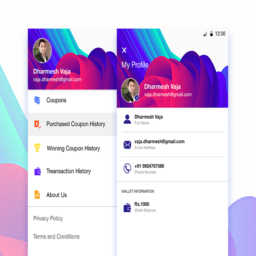 Dharmesh Vaja
vaja.dharmesh@gmail.com
Coupons
Purchased Coupon History
Winning Coupon History
Treansaction History
About Us
Privacy Policy
Terms and Conditions
12:30
X
My Profile
Dharmesh Vaja
vaja.dharmesh@gmail.com
Dharmesh Vaja
Full Name
vaja.dharmesh@gmail.com
Email Address
+91 9904767580
Phone Number
WALLET INFORMATION
Rs.1000
Wallet Balance